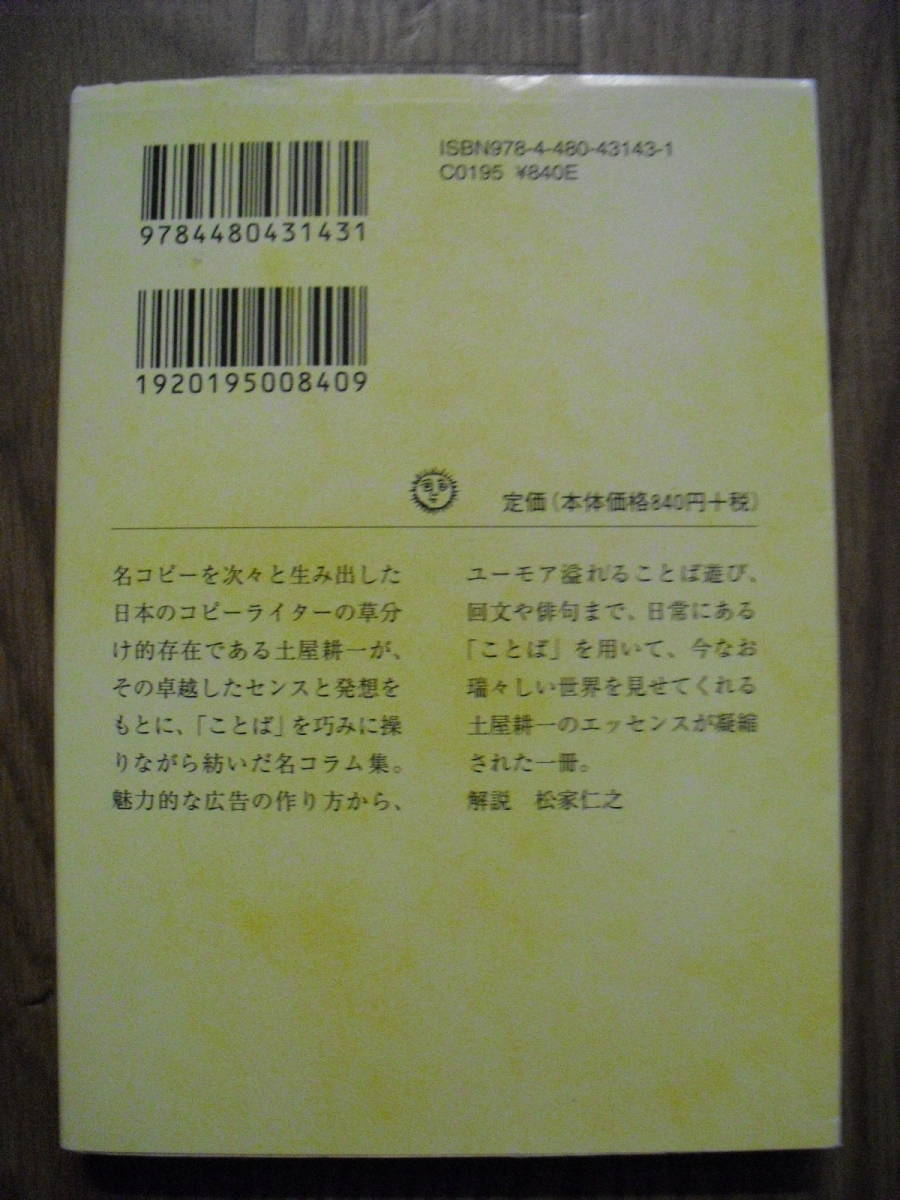 ISBN978-4-480-43143-1
C0195 ¥840E
9784480431431
1920195008409
定価(本体価格840円+税)
名コピーを次々と生み出した
日本のコピーライターの草分
け的存在である土屋耕一が、
その卓越したセンスと発想を
もとに、「ことば」を巧みに操
りながら紡いだ名コラム集。
魅力的な広告の作り方から、
ユーモア溢れることば遊び、
回文や俳句まで、日常にある
「ことば」を用いて、今なお
瑞々しい世界を見せてくれる
土屋耕一のエッセンスが凝縮
された一冊。
解説 松家仁之